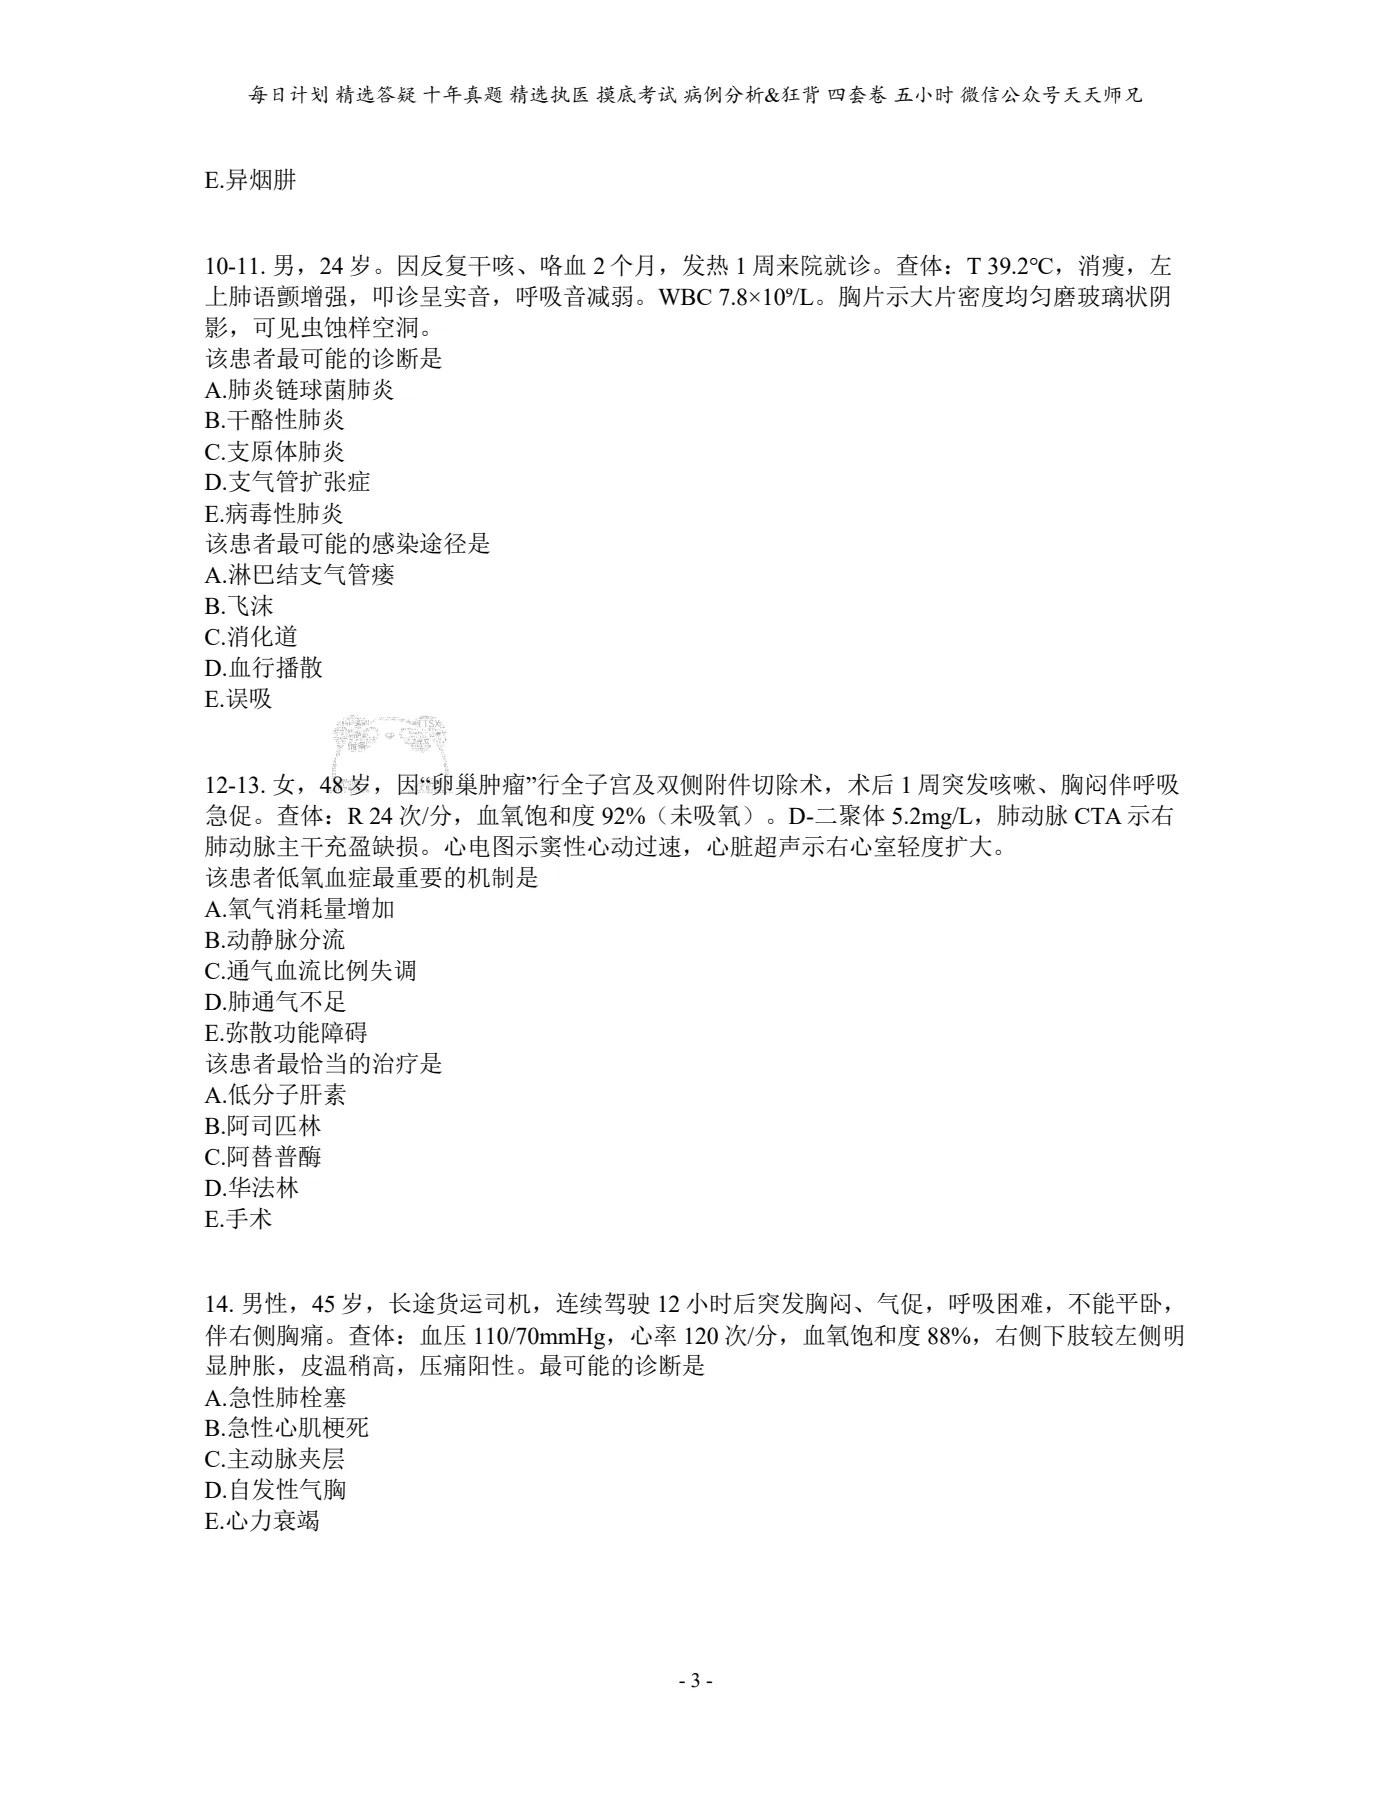 每日计划 精选答疑 十年真题 精选执医 摸底考试 病例分析&狂背 四套卷 五小时 微信公众号天天师兄
E.异烟肼
10-11. 男，24 岁。因反复干咳、咯血 2 个月，发热 1 周来院就诊。查体：T 39.2℃，消瘦，左
上肺语颤增强，叩诊呈实音，呼吸音减弱。WBC 7.8×10⁹/L。胸片示大片密度均匀磨玻璃状阴
影，可见虫蚀样空洞。
该患者最可能的诊断是
A.肺炎链球菌肺炎
B.干酪性肺炎
C.支原体肺炎
D.支气管扩张症
E.病毒性肺炎
该患者最可能的感染途径是
A.淋巴结支气管瘘
B.飞沫
C.消化道
D.血行播散
E.误吸
12-13. 女，48 岁，因“卵巢肿瘤”行全子宫及双侧附件切除术，术后 1 周突发咳嗽、胸闷伴呼吸
急促。查体：R 24 次/分，血氧饱和度 92%（未吸氧）。D-二聚体 5.2mg/L，肺动脉 CTA 示右
肺动脉主干充盈缺损。心电图示窦性心动过速，心脏超声示右心室轻度扩大。
该患者低氧血症最重要的机制是
A.氧气消耗量增加
B.动静脉分流
C.通气血流比例失调
D.肺通气不足
E.弥散功能障碍
该患者最恰当的治疗是
A.低分子肝素
B.阿司匹林
C.阿替普酶
D.华法林
E.手术
14. 男性，45 岁，长途货运司机，连续驾驶 12 小时后突发胸闷、气促，呼吸困难，不能平卧，
伴右侧胸痛。查体：血压 110/70mmHg，心率 120 次/分，血氧饱和度 88%，右侧下肢较左侧明
显肿胀，皮温稍高，压痛阳性。最可能的诊断是
A.急性肺栓塞
B.急性心肌梗死
C.主动脉夹层
D.自发性气胸
E.心力衰竭
- 3 -